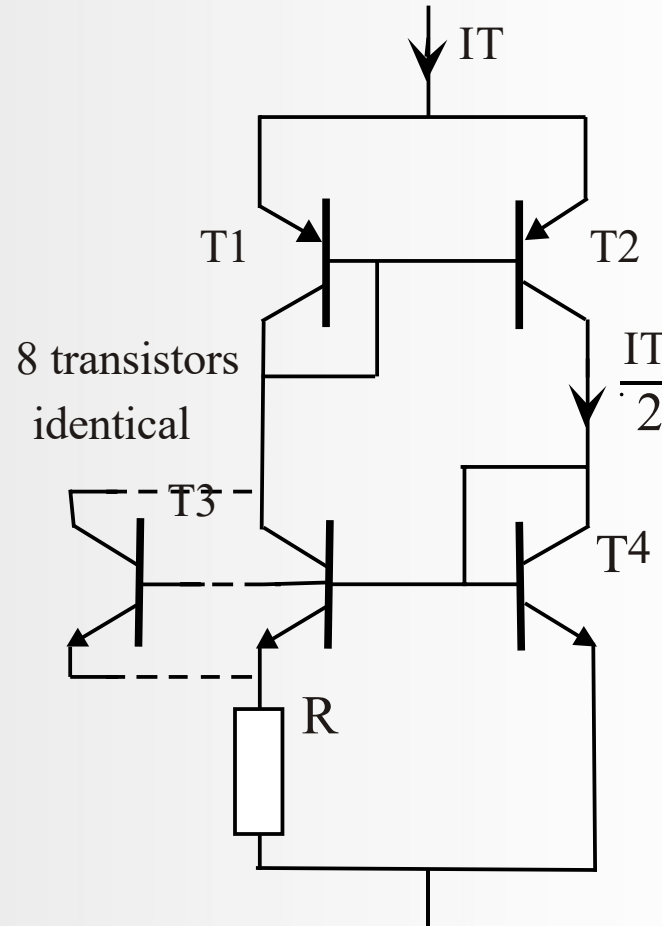 IT
T1
T2
8 transistors
identical
IT
2
T3
T4
R